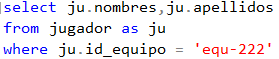 select ju.nombres,ju.apellidos
from jugador as ju
where ju.id_equipo = 'equ-222'